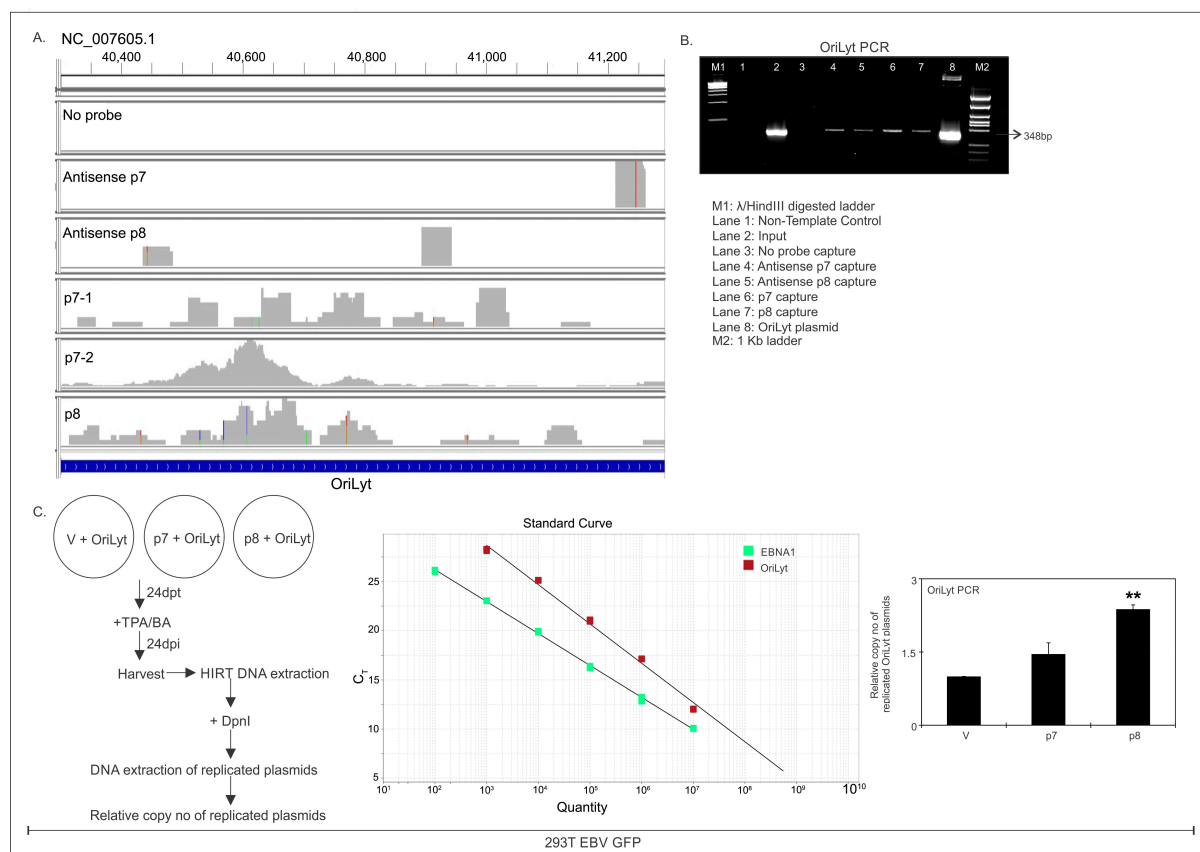 A. NC_007605.1
40,400 40,600 40,800 41,000 41,200
No probe
Antisense p7
Antisense p8
p7-1
p7-2
p8
OriLyt
B.
OriLyt PCR
M1 1 2 3 4 5 6 7 8 M2
348bp
M1: λ/HindIII digested ladder
Lane 1: Non-Template Control
Lane 2: Input
Lane 3: No probe capture
Lane 4: Antisense p7 capture
Lane 5: Antisense p8 capture
Lane 6: p7 capture
Lane 7: p8 capture
Lane 8: OriLyt plasmid
M2: 1 Kb ladder
C.
V + OriLyt p7 + OriLyt p8 + OriLyt
24dpt
+TPA/BA
24dpi
Harvest HIRT DNA extraction
+ DpnI
DNA extraction of replicated plasmids
Relative copy no of replicated plasmids
Standard Curve
EBNA1
OriLyt
25
20
15
10
5
C_T
10¹ 10² 10³ 10⁴ 10⁵ 10⁶ 10⁷ 10⁸ 10⁹ 10¹⁰
Quantity
OriLyt PCR
Relative copy no of
replicated OriLyt plasmids
3
1.5
0
**
V p7 p8
293T EBV GFP